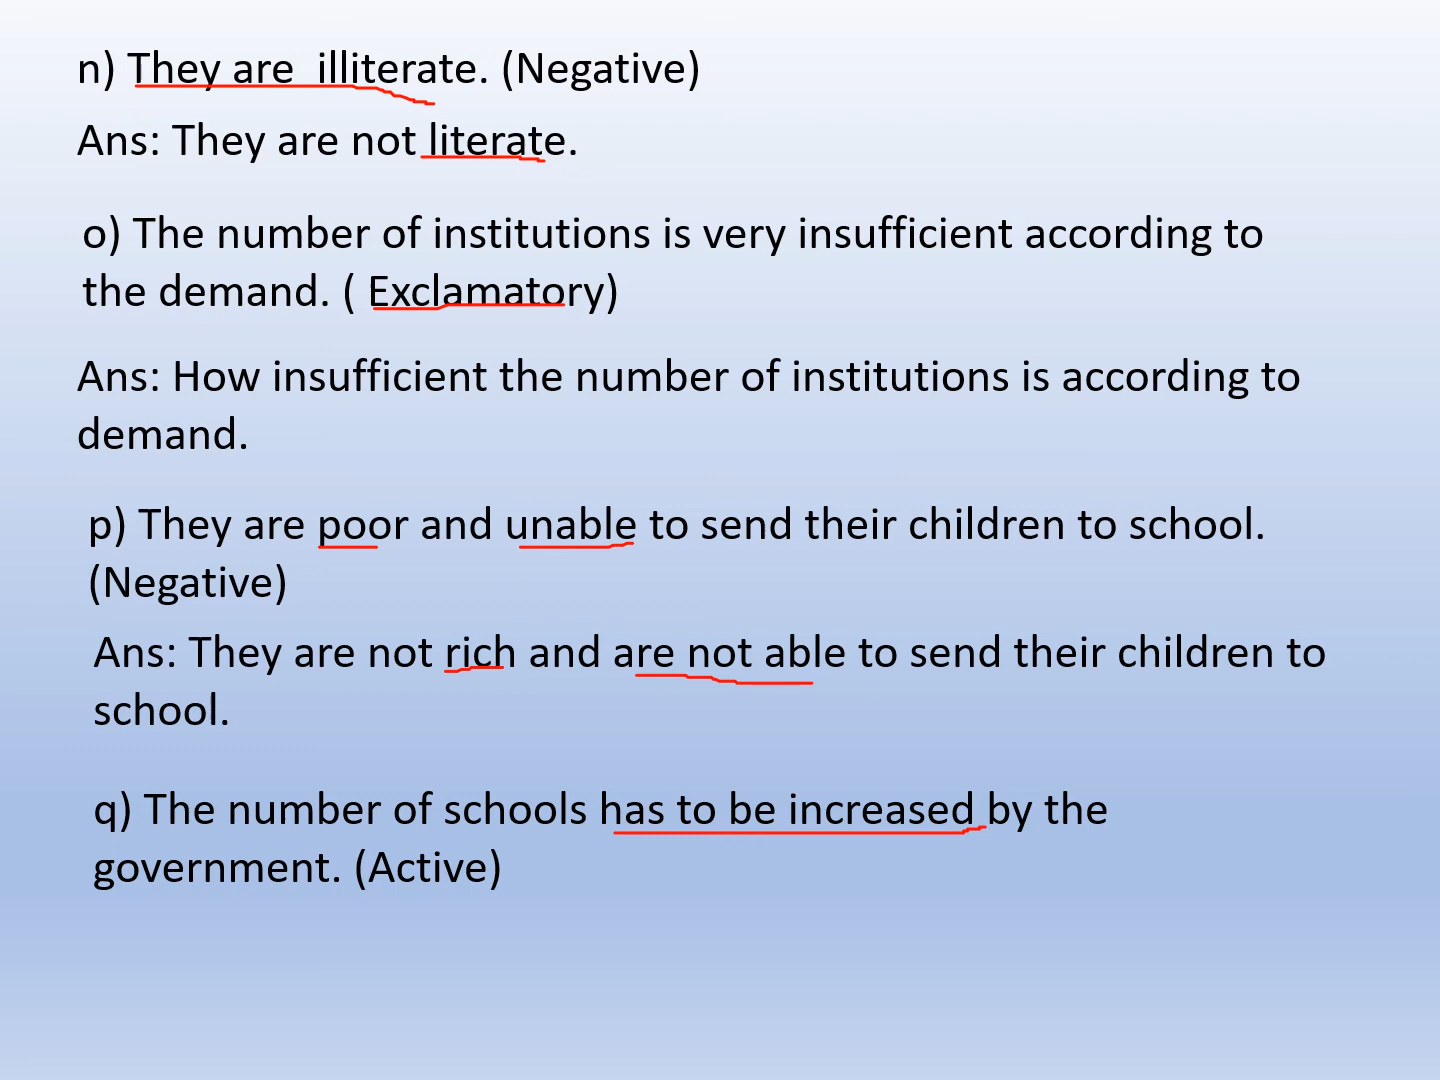 n) They are  illiterate. (Negative)
Ans: They are not literate.
o) The number of institutions is very insufficient according to
the demand. ( Exclamatory)
Ans: How insufficient the number of institutions is according to
demand.
p) They are poor and unable to send their children to school.
(Negative)
Ans: They are not rich and are not able to send their children to
school.
q) The number of schools has to be increased by the
government. (Active)